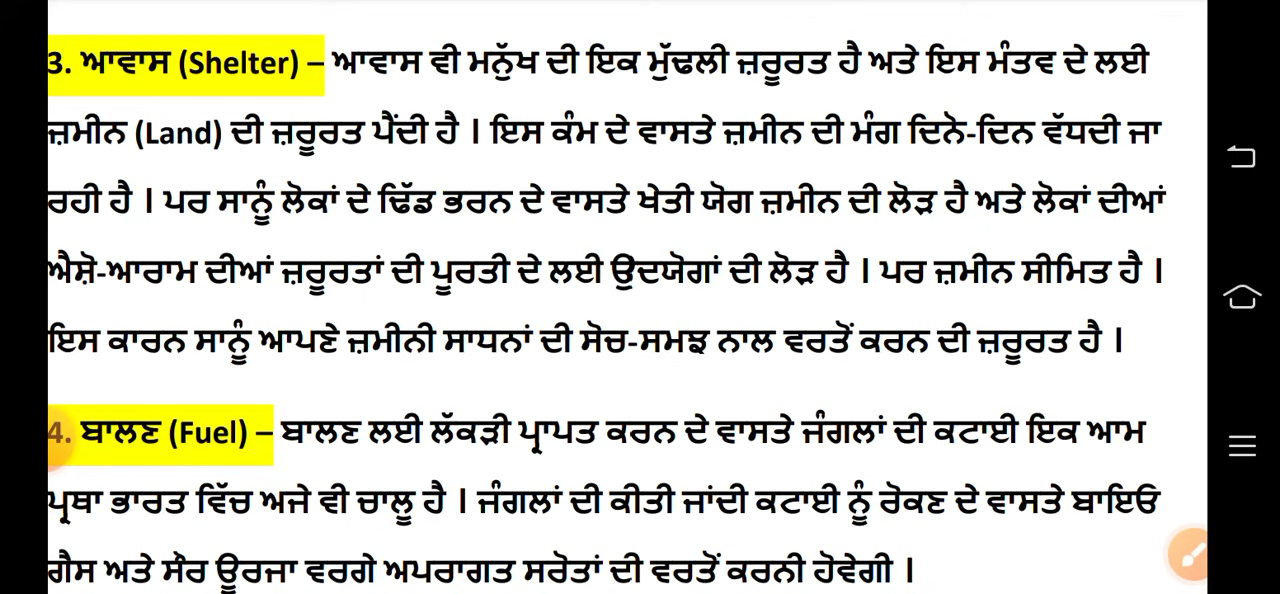 3. ਆਵਾਸ (Shelter) – ਆਵਾਸ ਵੀ ਮਨੁੱਖ ਦੀ ਇਕ ਮੁੱਢਲੀ ਜ਼ਰੂਰਤ ਹੈ ਅਤੇ ਇਸ ਮੰਤਵ ਦੇ ਲਈ
ਜ਼ਮੀਨ (Land) ਦੀ ਜ਼ਰੂਰਤ ਪੈਂਦੀ ਹੈ । ਇਸ ਕੰਮ ਦੇ ਵਾਸਤੇ ਜ਼ਮੀਨ ਦੀ ਮੰਗ ਦਿਨੋ-ਦਿਨ ਵੱਧਦੀ ਜਾ
ਰਹੀ ਹੈ । ਪਰ ਸਾਨੂੰ ਲੋਕਾਂ ਦੇ ਢਿੱਡ ਭਰਨ ਦੇ ਵਾਸਤੇ ਖੇਤੀ ਯੋਗ ਜ਼ਮੀਨ ਦੀ ਲੋੜ ਹੈ ਅਤੇ ਲੋਕਾਂ ਦੀਆਂ
ਐਸ਼ੋ-ਆਰਾਮ ਦੀਆਂ ਜ਼ਰੂਰਤਾਂ ਦੀ ਪੂਰਤੀ ਦੇ ਲਈ ਉਦਯੋਗਾਂ ਦੀ ਲੋੜ ਹੈ । ਪਰ ਜ਼ਮੀਨ ਸੀਮਿਤ ਹੈ ।
ਇਸ ਕਾਰਨ ਸਾਨੂੰ ਆਪਣੇ ਜ਼ਮੀਨੀ ਸਾਧਨਾਂ ਦੀ ਸੋਚ-ਸਮਝ ਨਾਲ ਵਰਤੋਂ ਕਰਨ ਦੀ ਜ਼ਰੂਰਤ ਹੈ ।
4. ਬਾਲਣ (Fuel) – ਬਾਲਣ ਲਈ ਲੱਕੜੀ ਪ੍ਰਾਪਤ ਕਰਨ ਦੇ ਵਾਸਤੇ ਜੰਗਲਾਂ ਦੀ ਕਟਾਈ ਇਕ ਆਮ
ਪ੍ਰਥਾ ਭਾਰਤ ਵਿੱਚ ਅਜੇ ਵੀ ਚਾਲੂ ਹੈ । ਜੰਗਲਾਂ ਦੀ ਕੀਤੀ ਜਾਂਦੀ ਕਟਾਈ ਨੂੰ ਰੋਕਣ ਦੇ ਵਾਸਤੇ ਬਾਇਓ
ਗੈਸ ਅਤੇ ਸੌਰ ਊਰਜਾ ਵਰਗੇ ਅਪਰਾਗਤ ਸਰੋਤਾਂ ਦੀ ਵਰਤੋਂ ਕਰਨੀ ਹੋਵੇਗੀ ।